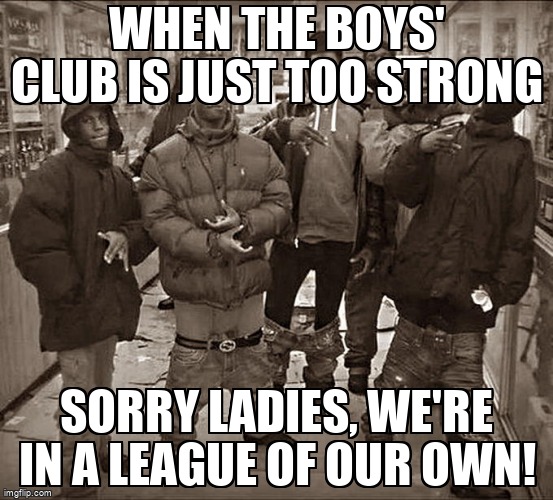 WHEN THE BOYS'
CLUB IS JUST TOO STRONG
SORRY LADIES, WE'RE
IN A LEAGUE OF OUR OWN!
imgflip.com